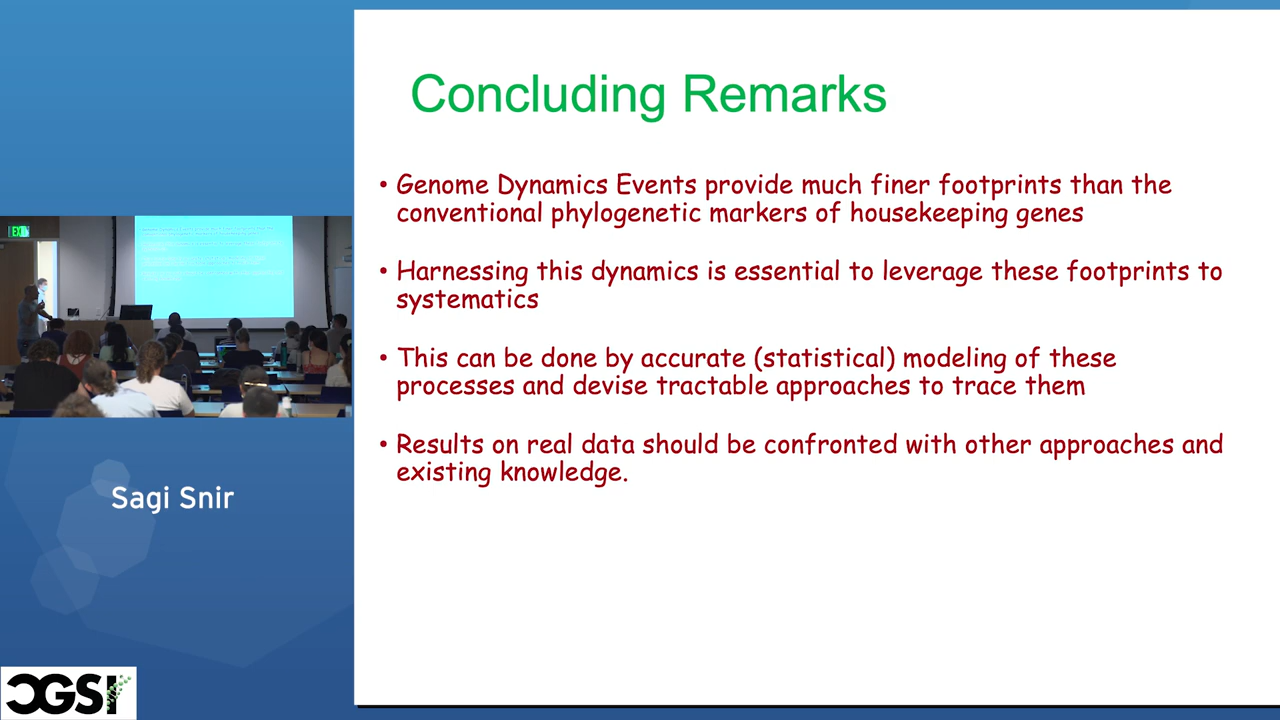 Concluding Remarks
• Genome Dynamics Events provide much finer footprints than the
conventional phylogenetic markers of housekeeping genes
• Harnessing this dynamics is essential to leverage these footprints to
systematics
• This can be done by accurate (statistical) modeling of these
processes and devise tractable approaches to trace them
• Results on real data should be confronted with other approaches and
existing knowledge.
EXIT
Sagi Snir
CGSI